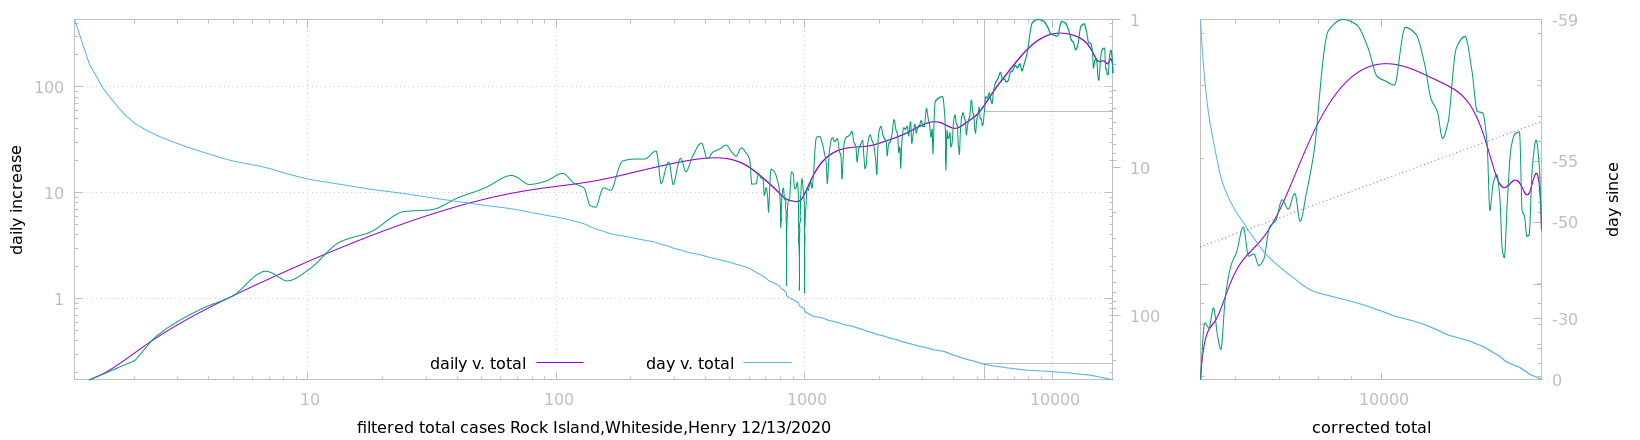 daily increase
100
10
1
10
100
1000
10000
1
10
100
daily v. total
day v. total
filtered total cases Rock Island,Whiteside,Henry 12/13/2020
-59
-55
-50
-30
0
day since
10000
corrected total